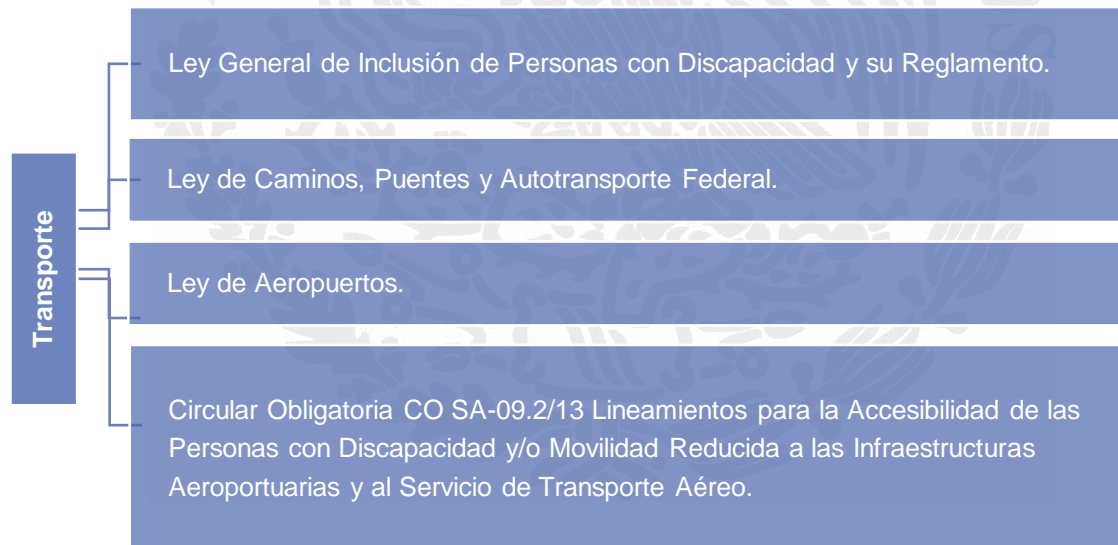 Transporte
Ley General de Inclusión de Personas con Discapacidad y su Reglamento.
Ley de Caminos, Puentes y Autotransporte Federal.
Ley de Aeropuertos.
Circular Obligatoria CO SA-09.2/13 Lineamientos para la Accesibilidad de las
Personas con Discapacidad y/o Movilidad Reducida a las Infraestructuras
Aeroportuarias y al Servicio de Transporte Aéreo.